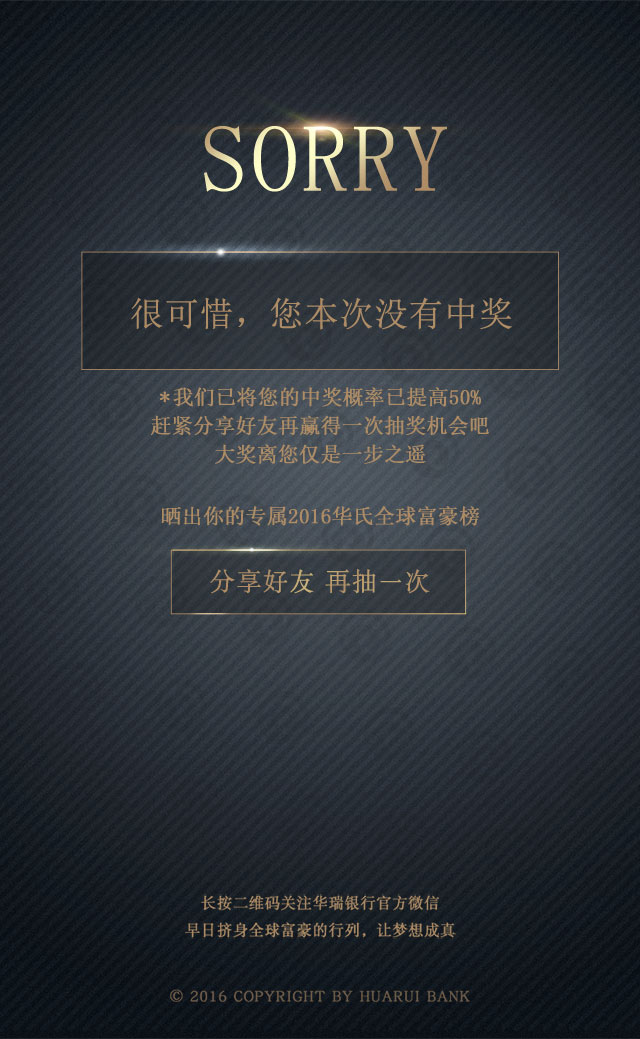 SORRY
很可惜，您本次没有中奖
*我们已将您的中奖概率已提高50%
赶紧分享好友再赢得一次抽奖机会吧
大奖离您仅是一步之遥
晒出你的专属2016华氏全球富豪榜
分享好友 再抽一次
长按二维码关注华瑞银行官方微信
早日挤身全球富豪的行列，让梦想成真
© 2016 COPYRIGHT BY HUARUI BANK